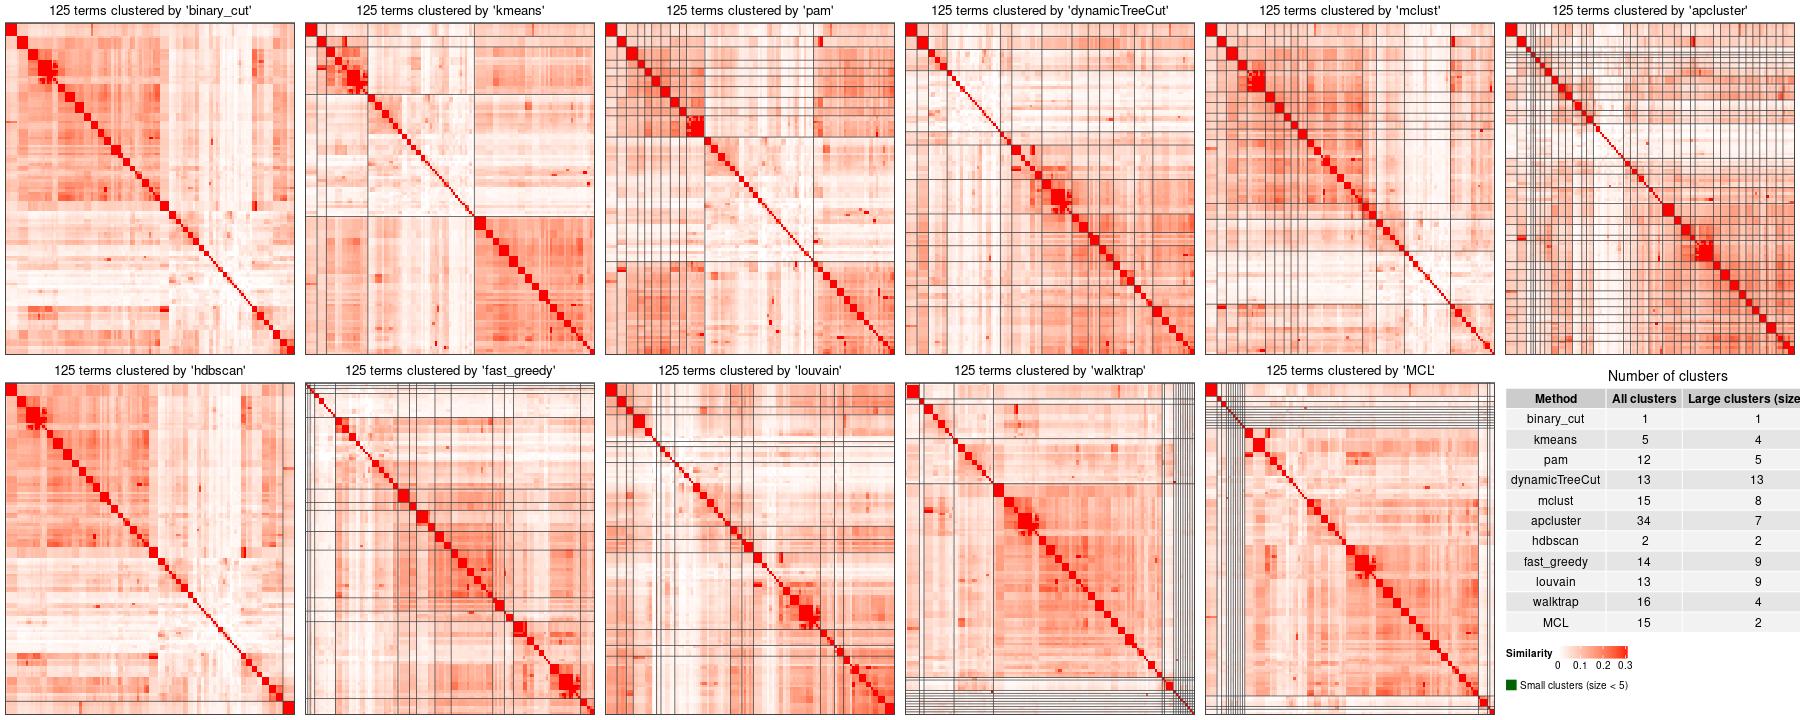 125 terms clustered by 'binary_cut'
125 terms clustered by 'kmeans'
125 terms clustered by 'pam'
125 terms clustered by 'dynamicTreeCut'
125 terms clustered by 'mclust'
125 terms clustered by 'apcluster'
125 terms clustered by 'hdbscan'
125 terms clustered by 'fast_greedy'
125 terms clustered by 'louvain'
125 terms clustered by 'walktrap'
125 terms clustered by 'MCL'
Number of clusters
Method All clusters Large clusters (size
binary_cut 1 1
kmeans 5 4
pam 12 5
dynamicTreeCut 13 13
mclust 15 8
apcluster 34 7
hdbscan 2 2
fast_greedy 14 9
louvain 13 9
walktrap 16 4
MCL 15 2
Similarity
0 0.1 0.2 0.3
Small clusters (size < 5)